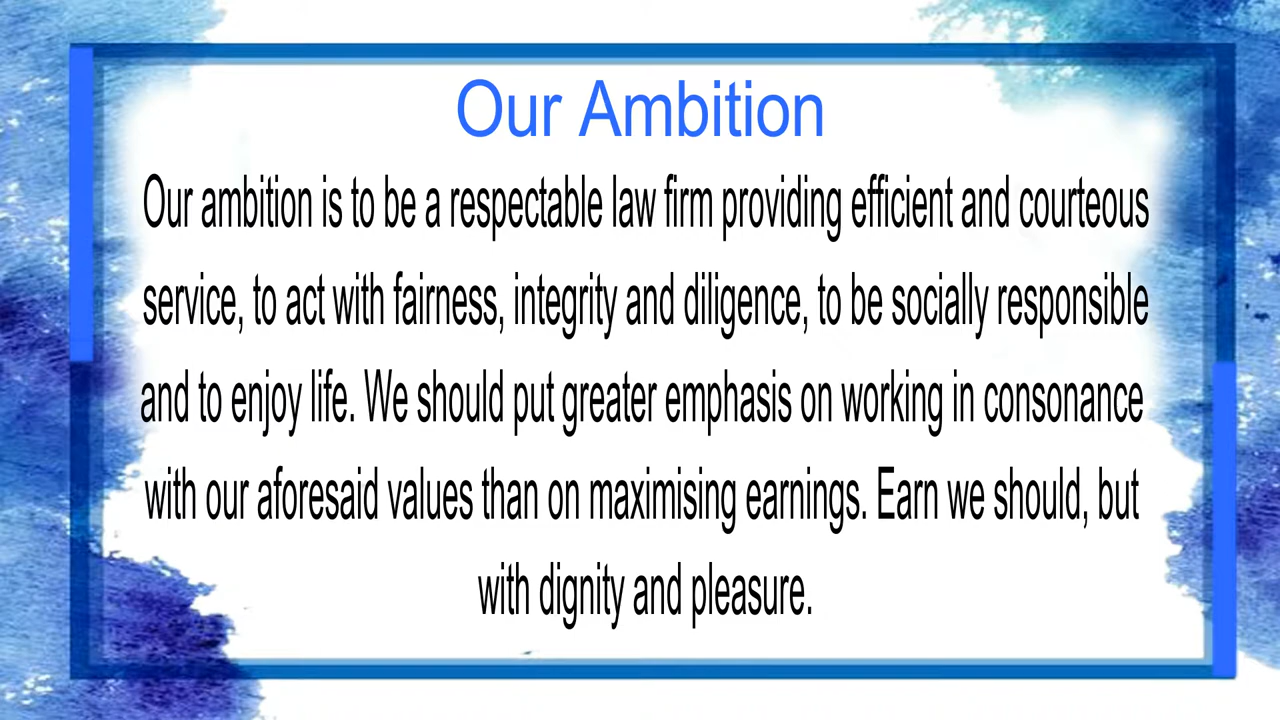 Our Ambition
Our ambition is to be a respectable law firm providing efficient and courteous
service, to act with fairness, integrity and diligence, to be socially responsible
and to enjoy life. We should put greater emphasis on working in consonance
with our aforesaid values than on maximising earnings. Earn we should, but
with dignity and pleasure.